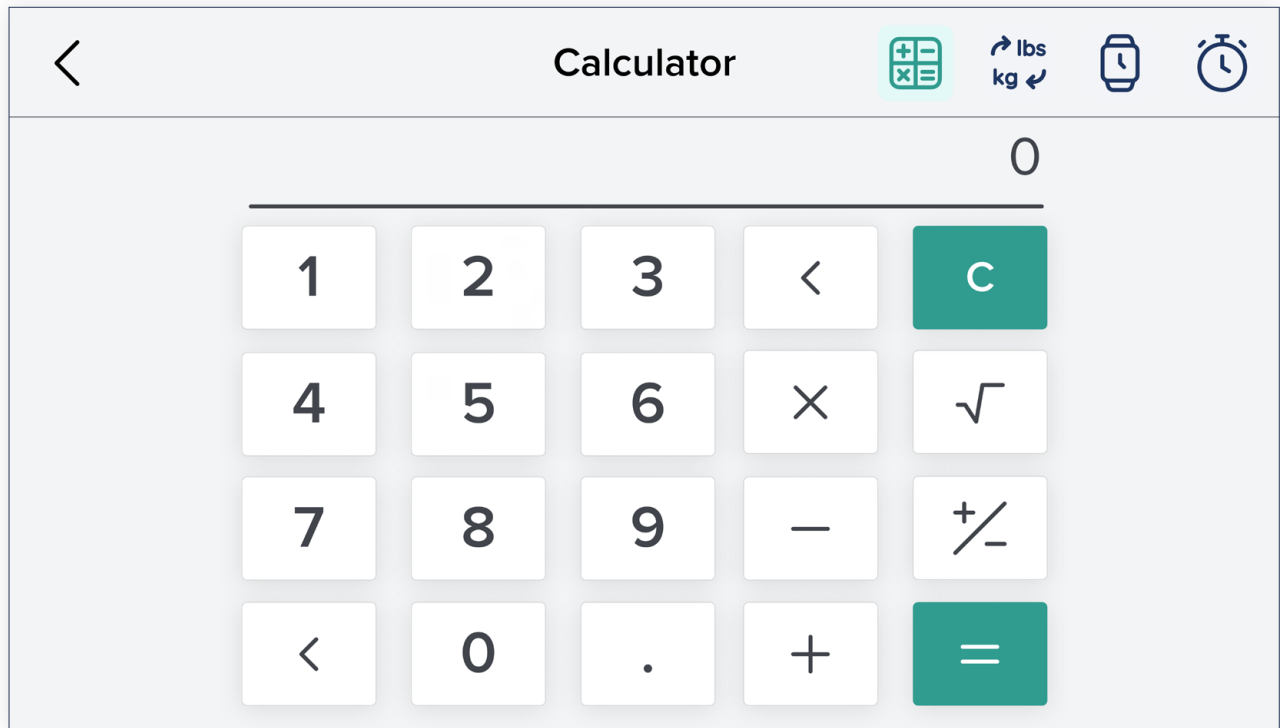 Calculator
lbs
kg
0
1 2 3 < C
4 5 6 × √
7 8 9 − +/−
< 0 . + =